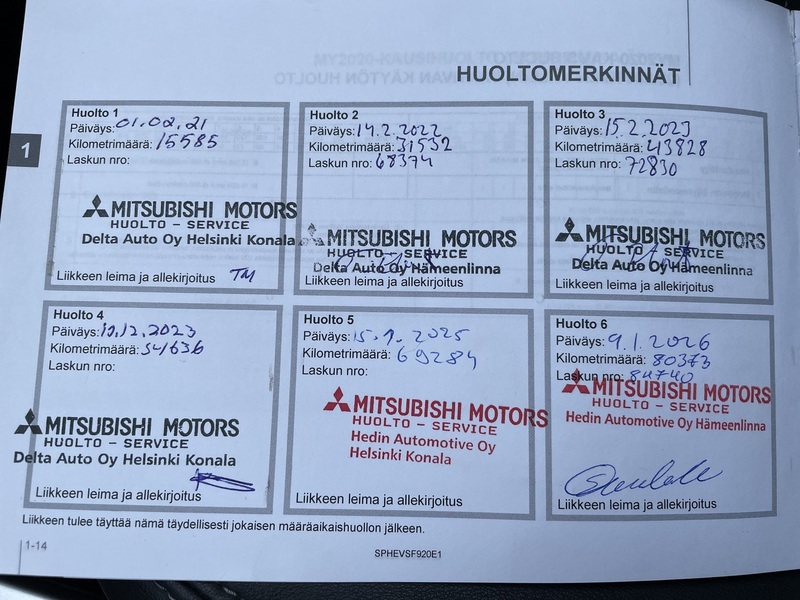 HUOLTOMERKINNÄT
1
Huolto 1
Päiväys: 01.02.21
Kilometrimäärä: 15585
Laskun nro:
MITSUBISHI MOTORS
HUOLTO - SERVICE
Delta Auto Oy Helsinki Konala
Liikkeen leima ja allekirjoitus TM
Huolto 2
Päiväys: 14.2.2022
Kilometrimäärä: 31532
Laskun nro: 68374
MITSUBISHI MOTORS
HUOLTO - SERVICE
Delta Auto Oy Hämeenlinna
Liikkeen leima ja allekirjoitus
Huolto 3
Päiväys: 15.2.2023
Kilometrimäärä: 43828
Laskun nro: 72830
MITSUBISHI MOTORS
HUOLTO - SERVICE
Delta Auto Oy Hämeenlinna
Liikkeen leima ja allekirjoitus
Huolto 4
Päiväys: 12.2023
Kilometrimäärä: 54636
Laskun nro:
MITSUBISHI MOTORS
HUOLTO - SERVICE
Delta Auto Oy Helsinki Konala
Liikkeen leima ja allekirjoitus
Huolto 5
Päiväys: 15.1.2025
Kilometrimäärä: 69284
Laskun nro:
MITSUBISHI MOTORS
HUOLTO - SERVICE
Hedin Automotive Oy
Helsinki Konala
Liikkeen leima ja allekirjoitus
Huolto 6
Päiväys: 9.1.2026
Kilometrimäärä: 80373
Laskun nro: 84740
MITSUBISHI MOTORS
HUOLTO - SERVICE
Hedin Automotive Oy Hämeenlinna
Liikkeen leima ja allekirjoitus
Liikkeen tulee täyttää nämä täydellisesti jokaisen määräaikaishuollon jälkeen.
1-14
SPHEVSF920E1